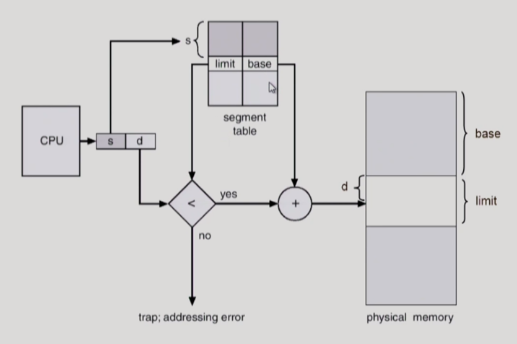 s
limit base
segment
table
CPU
s d
base
d
limit
<
yes
+
no
trap; addressing error
physical memory